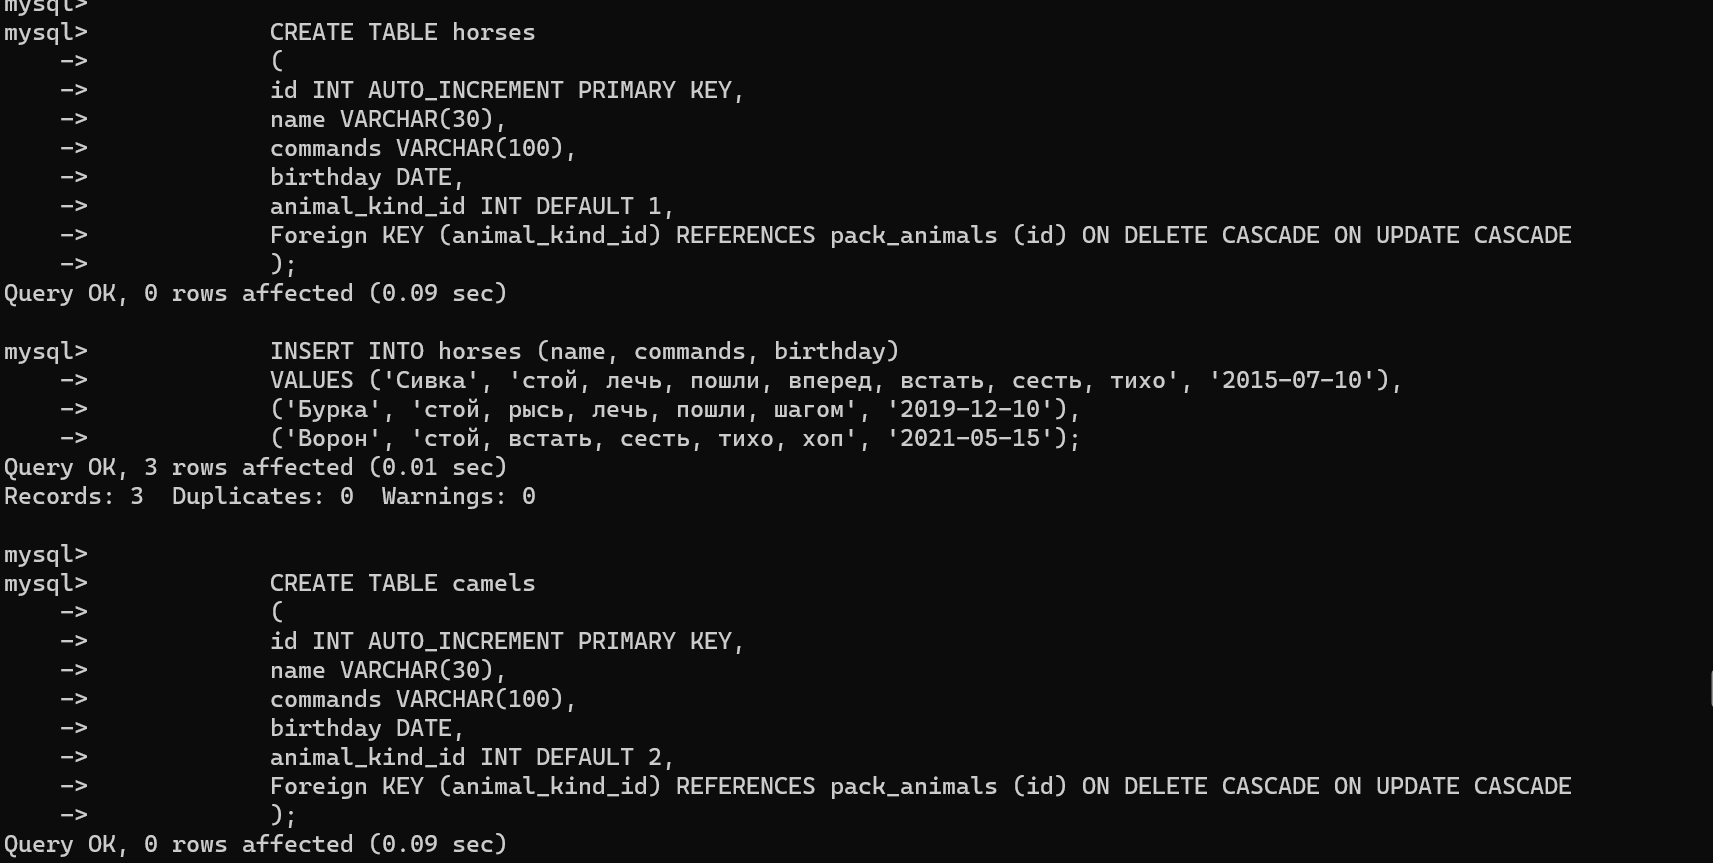 mysql>
mysql> CREATE TABLE horses
-> (
-> id INT AUTO_INCREMENT PRIMARY KEY,
-> name VARCHAR(30),
-> commands VARCHAR(100),
-> birthday DATE,
-> animal_kind_id INT DEFAULT 1,
-> Foreign KEY (animal_kind_id) REFERENCES pack_animals (id) ON DELETE CASCADE ON UPDATE CASCADE
-> );
Query OK, 0 rows affected (0.09 sec)
mysql> INSERT INTO horses (name, commands, birthday)
-> VALUES ('Сивка', 'стой, лечь, пошли, вперед, встать, сесть, тихо', '2015-07-10'),
-> ('Бурка', 'стой, рысь, лечь, пошли, шагом', '2019-12-10'),
-> ('Ворон', 'стой, встать, сесть, тихо, хоп', '2021-05-15');
Query OK, 3 rows affected (0.01 sec)
Records: 3 Duplicates: 0 Warnings: 0
mysql>
mysql> CREATE TABLE camels
-> (
-> id INT AUTO_INCREMENT PRIMARY KEY,
-> name VARCHAR(30),
-> commands VARCHAR(100),
-> birthday DATE,
-> animal_kind_id INT DEFAULT 2,
-> Foreign KEY (animal_kind_id) REFERENCES pack_animals (id) ON DELETE CASCADE ON UPDATE CASCADE
-> );
Query OK, 0 rows affected (0.09 sec)